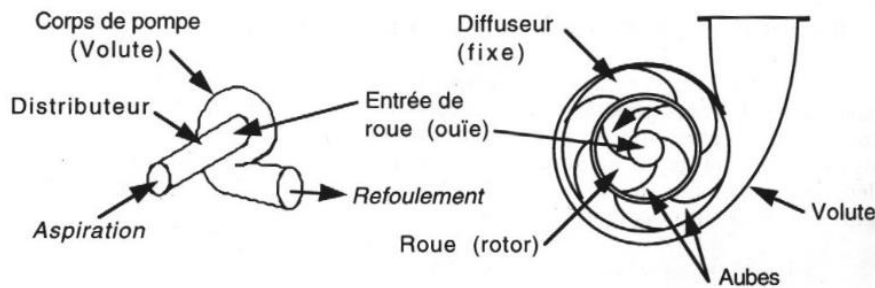 Corps de pompe
(Volute)
Distributeur
Aspiration
Refoulement
Entrée de
roue (ouïe)
Diffuseur
(fixe)
Roue (rotor)
Volute
Aubes